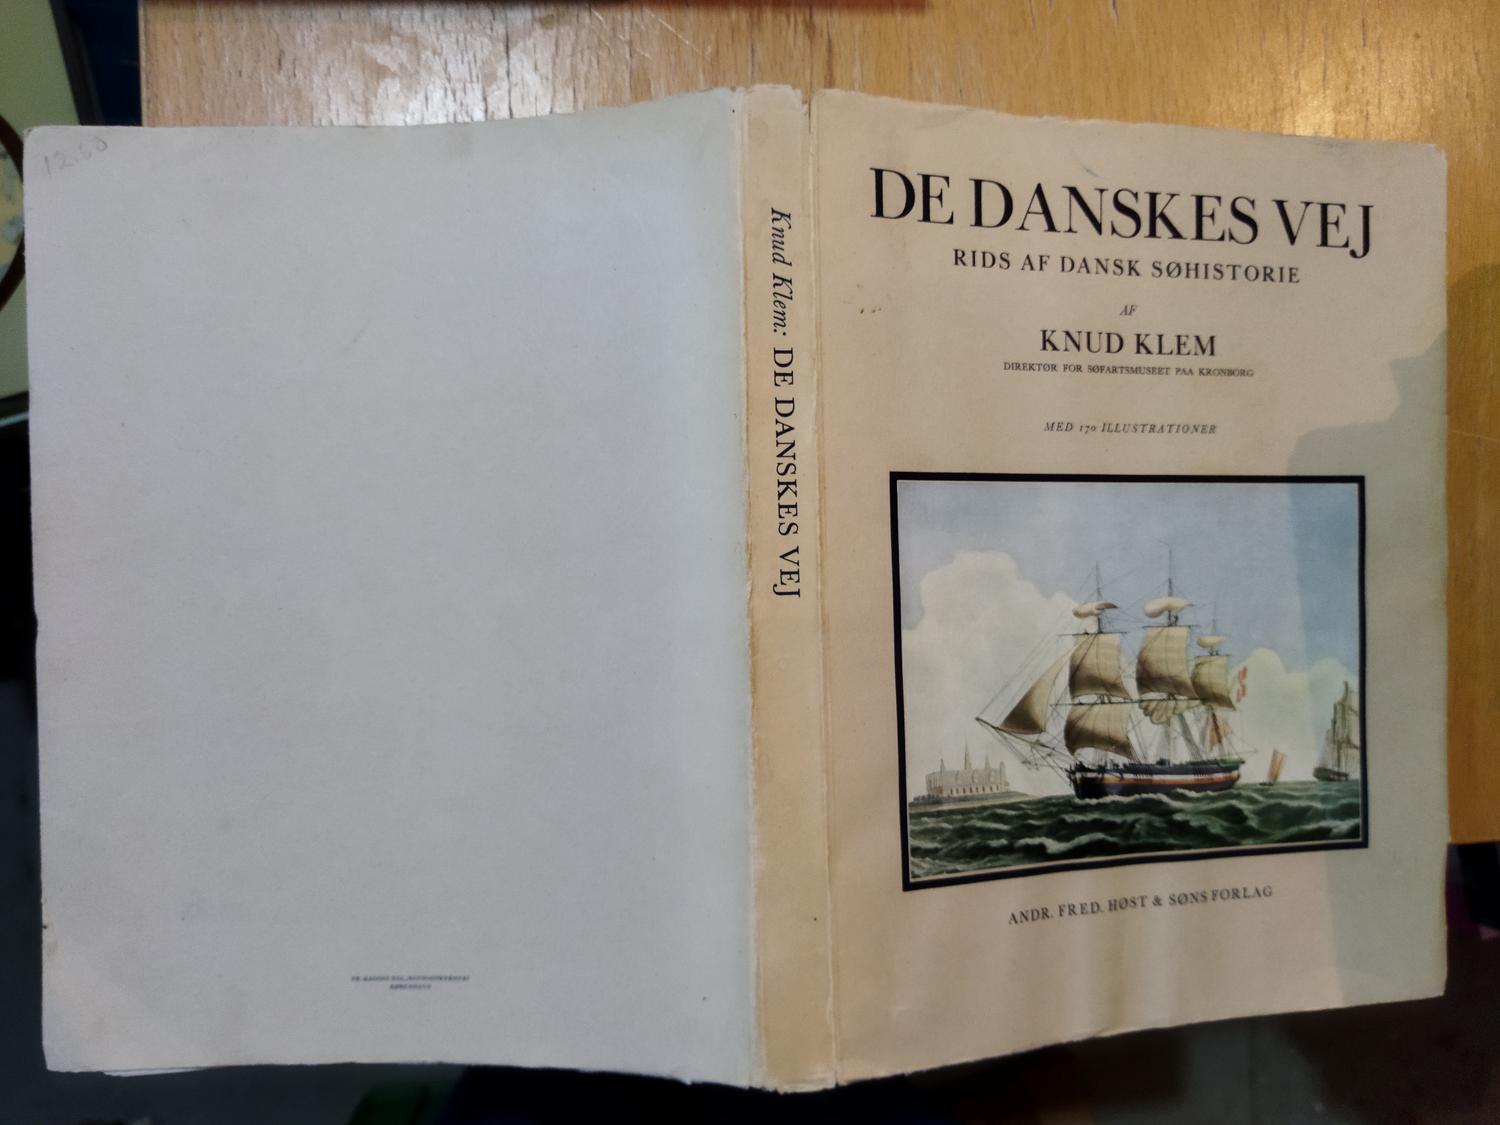 12.50
Knud Klem: DE DANSKES VEJ
DE DANSKES VEJ
RIDS AF DANSK SØHISTORIE
AF
KNUD KLEM
DIREKTØR FOR SØFARTSMUSEET PAA KRONBORG
MED 170 ILLUSTRATIONER
ANDR. FRED. HØST & SØNS FORLAG